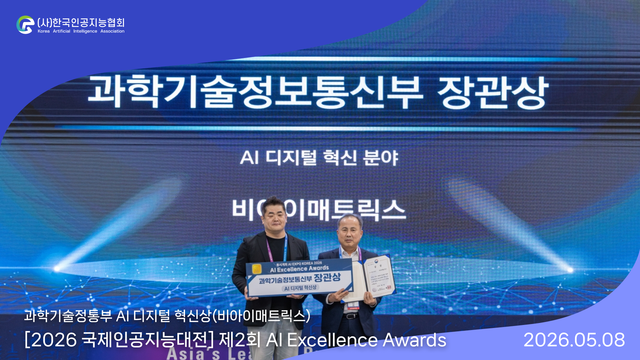 (사)한국인공지능협회
Korea Artificial Intelligence Association
과학기술정보통신부 장관상
AI 디지털 혁신 분야
비아이매트릭스
AI Excellence Awards
과학기술정보통신부 장관상
AI 디지털 혁신상
과학기술정통부 AI 디지털 혁신상(비아이매트릭스)
[2026 국제인공지능대전] 제2회 AI Excellence Awards
2026.05.08
Asia's Lea